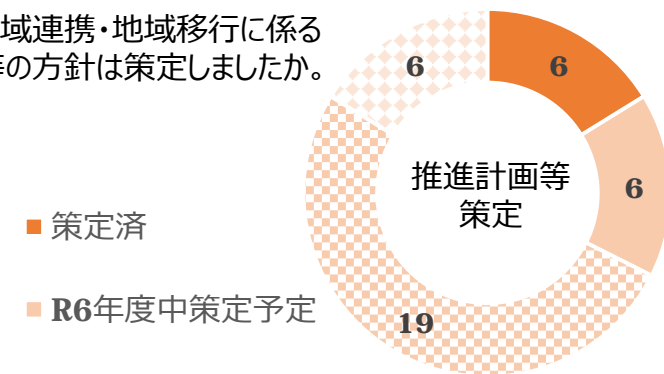 域連携・地域移行に係る
等の方針は策定しましたか。
6
6
6
19
推進計画等
策定
策定済
R6年度中策定予定